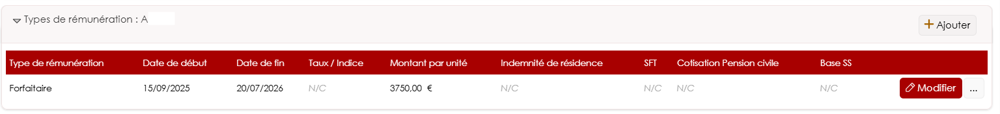 Types de rémunération : A
Ajouter
Type de rémunération Date de début Date de fin Taux / Indice Montant par unité Indemnité de résidence SFT Cotisation Pension civile Base SS
Forfaitaire 15/09/2025 20/07/2026 N/C 3750,00 € N/C N/C N/C N/C Modifier ...